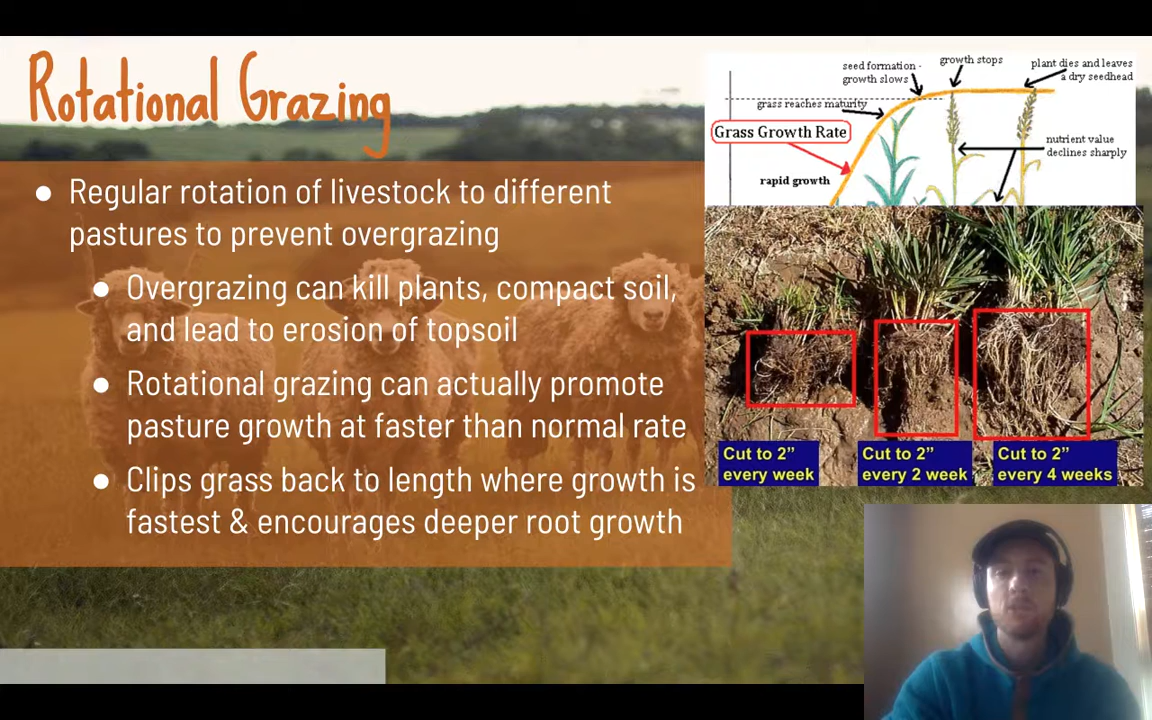 Rotational Grazing
● Regular rotation of livestock to different
pastures to prevent overgrazing
● Overgrazing can kill plants, compact soil,
and lead to erosion of topsoil
● Rotational grazing can actually promote
pasture growth at faster than normal rate
● Clips grass back to length where growth is
fastest & encourages deeper root growth
seed formation -
growth slows
growth stops
plant dies and leaves
a dry seedhead
grass reaches maturity
Grass Growth Rate
nutrient value
declines sharply
rapid growth
Cut to 2”
every week
Cut to 2”
every 2 week
Cut to 2”
every 4 weeks